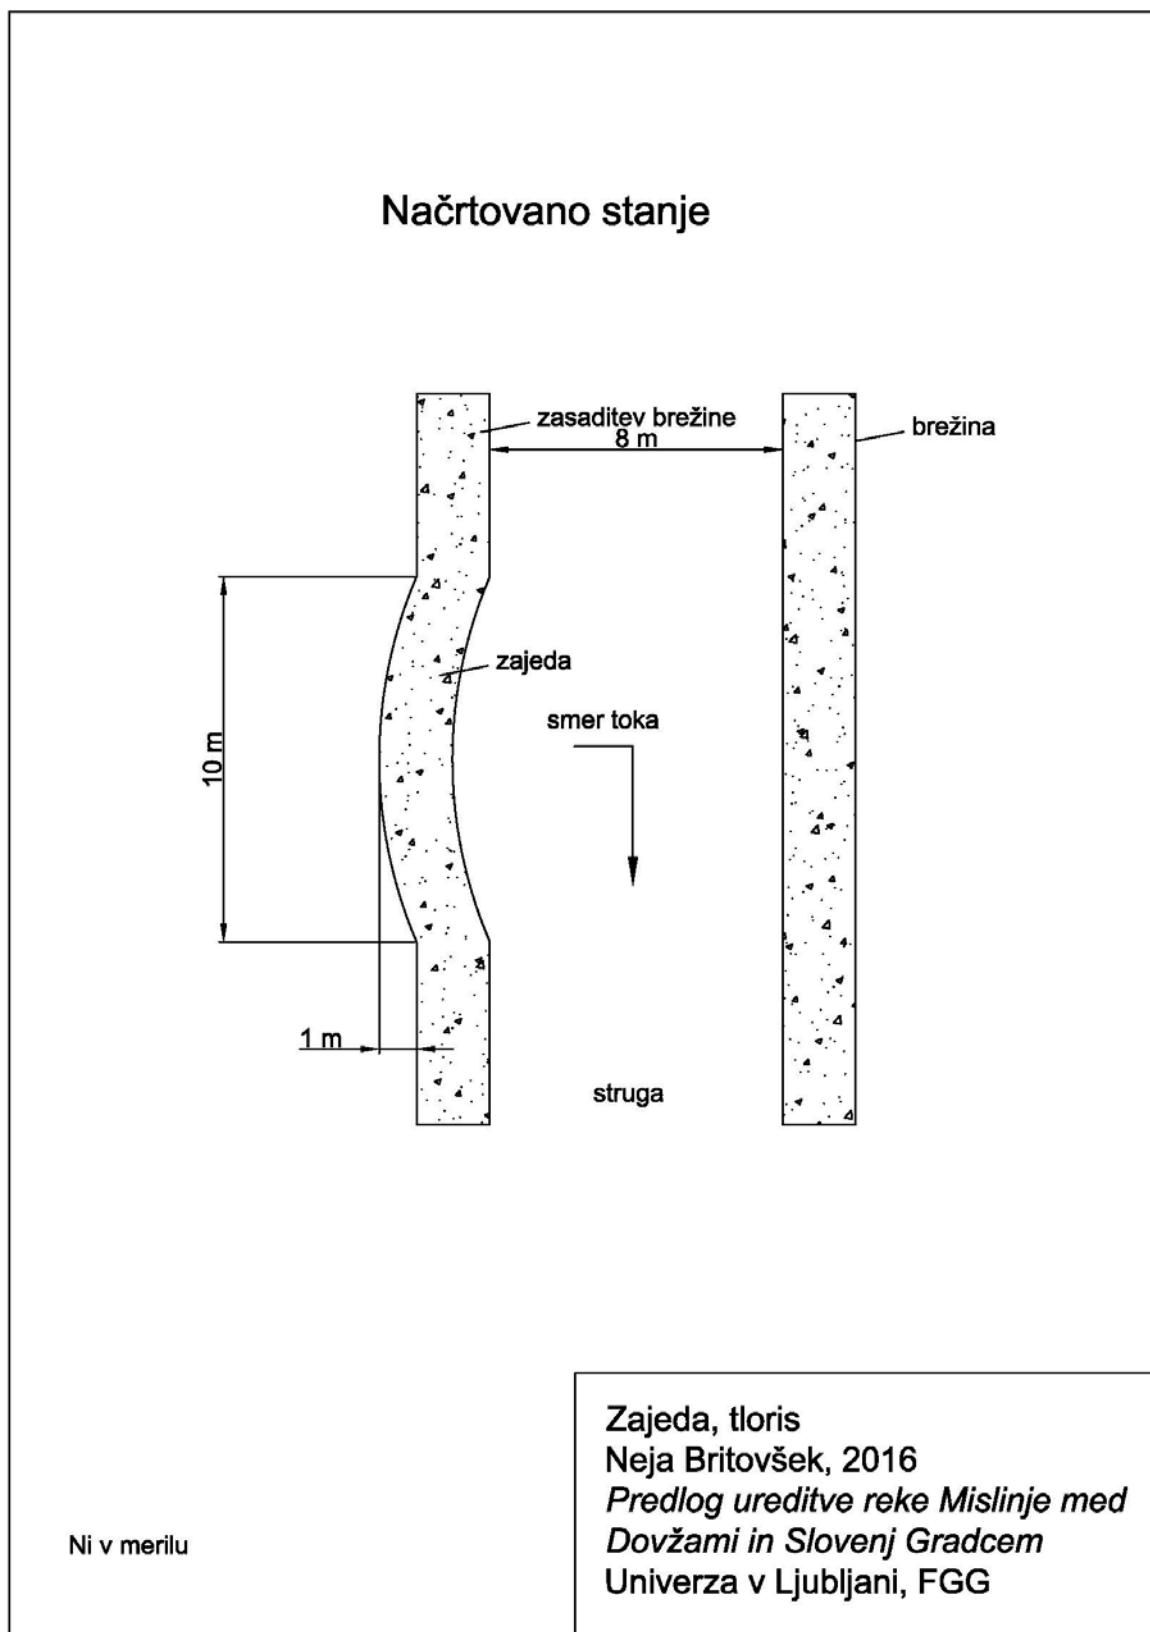 Načrtovano stanje
zasaditev brežine
8 m
brežina
zajeda
smer toka
10 m
1 m
struga
Zajeda, tloris
Neja Britovšek, 2016
Predlog ureditve reke Mislinje med
Dovžami in Slovenj Gradcem
Univerza v Ljubljani, FGG
Ni v merilu